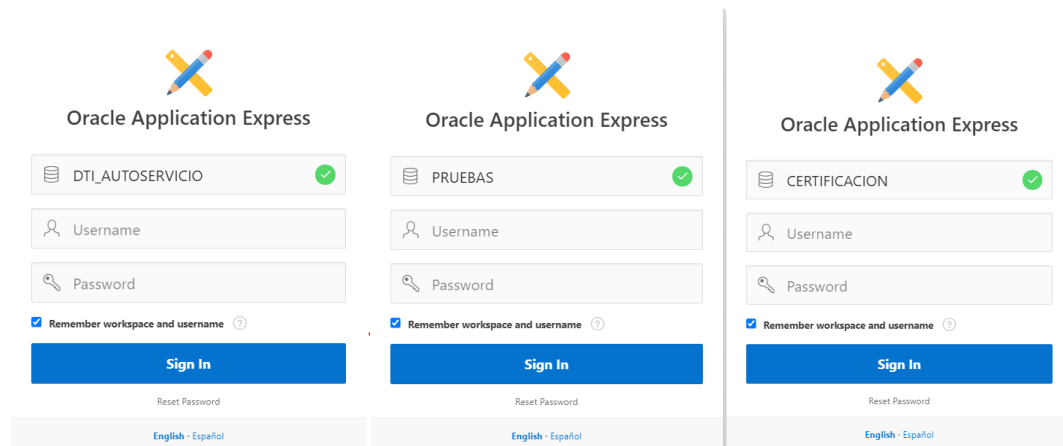 Oracle Application Express
DTI_AUTOSERVICIO
Username
Password
Remember workspace and username ?
Sign In
Reset Password
English - Español
Oracle Application Express
PRUEBAS
Username
Password
Remember workspace and username ?
Sign In
Reset Password
English - Español
Oracle Application Express
CERTIFICACION
Username
Password
Remember workspace and username ?
Sign In
Reset Password
English - Español